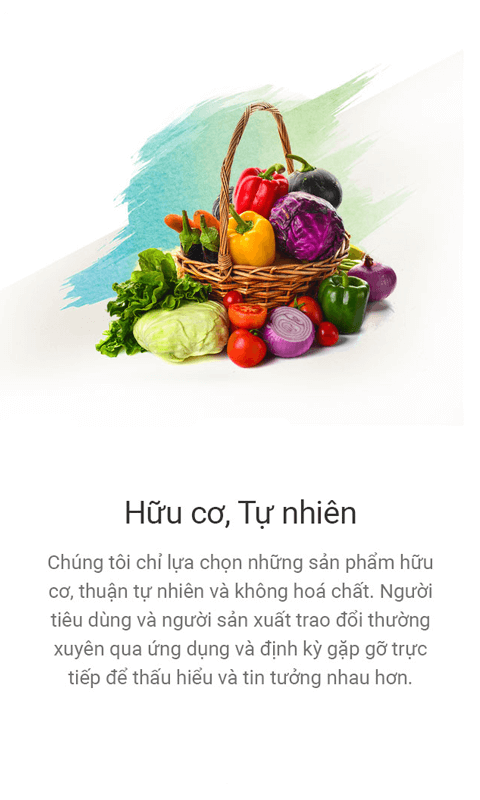 Hữu cơ, Tự nhiên
Chúng tôi chỉ lựa chọn những sản phẩm hữu
cơ, thuận tự nhiên và không hoá chất. Người
tiêu dùng và người sản xuất trao đổi thường
xuyên qua ứng dụng và định kỳ gặp gỡ trực
tiếp để thấu hiểu và tin tưởng nhau hơn.